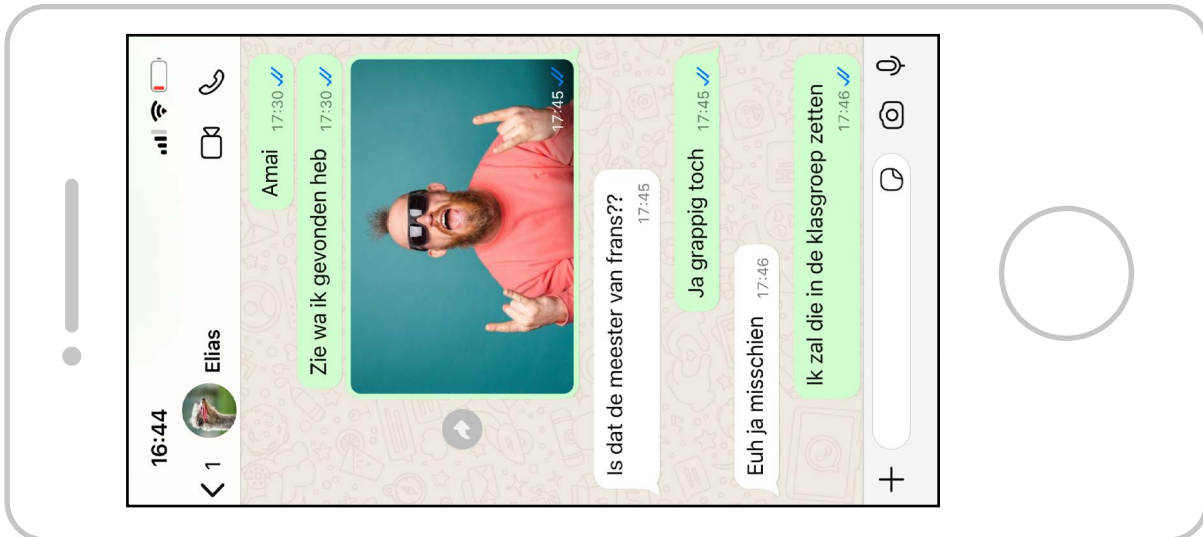 16:44
1 Elias
Amai 17:30
Zie wa ik gevonden heb 17:30
17:45
Is dat de meester van frans??
17:45
Ja grappig toch 17:45
Euh ja misschien 17:46
Ik zal die in de klasgroep zetten
17:46